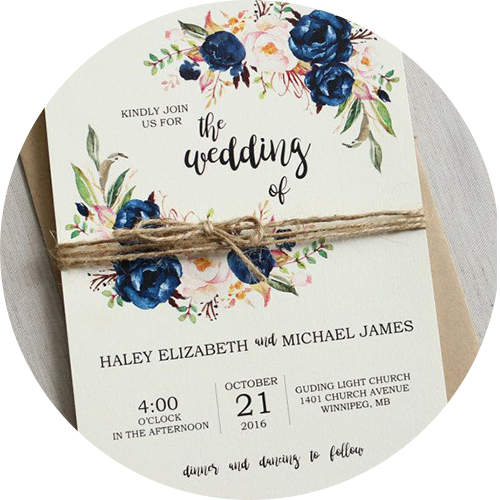 KINDLY JOIN
US FOR
the
wedding
of
HALEY ELIZABETH and MICHAEL JAMES
4:00
O'CLOCK
IN THE AFTERNOON
OCTOBER
21
2016
GUDING LIGHT CHURCH
1401 CHURCH AVENUE
WINNIPEG, MB
dinner and dancing to follow